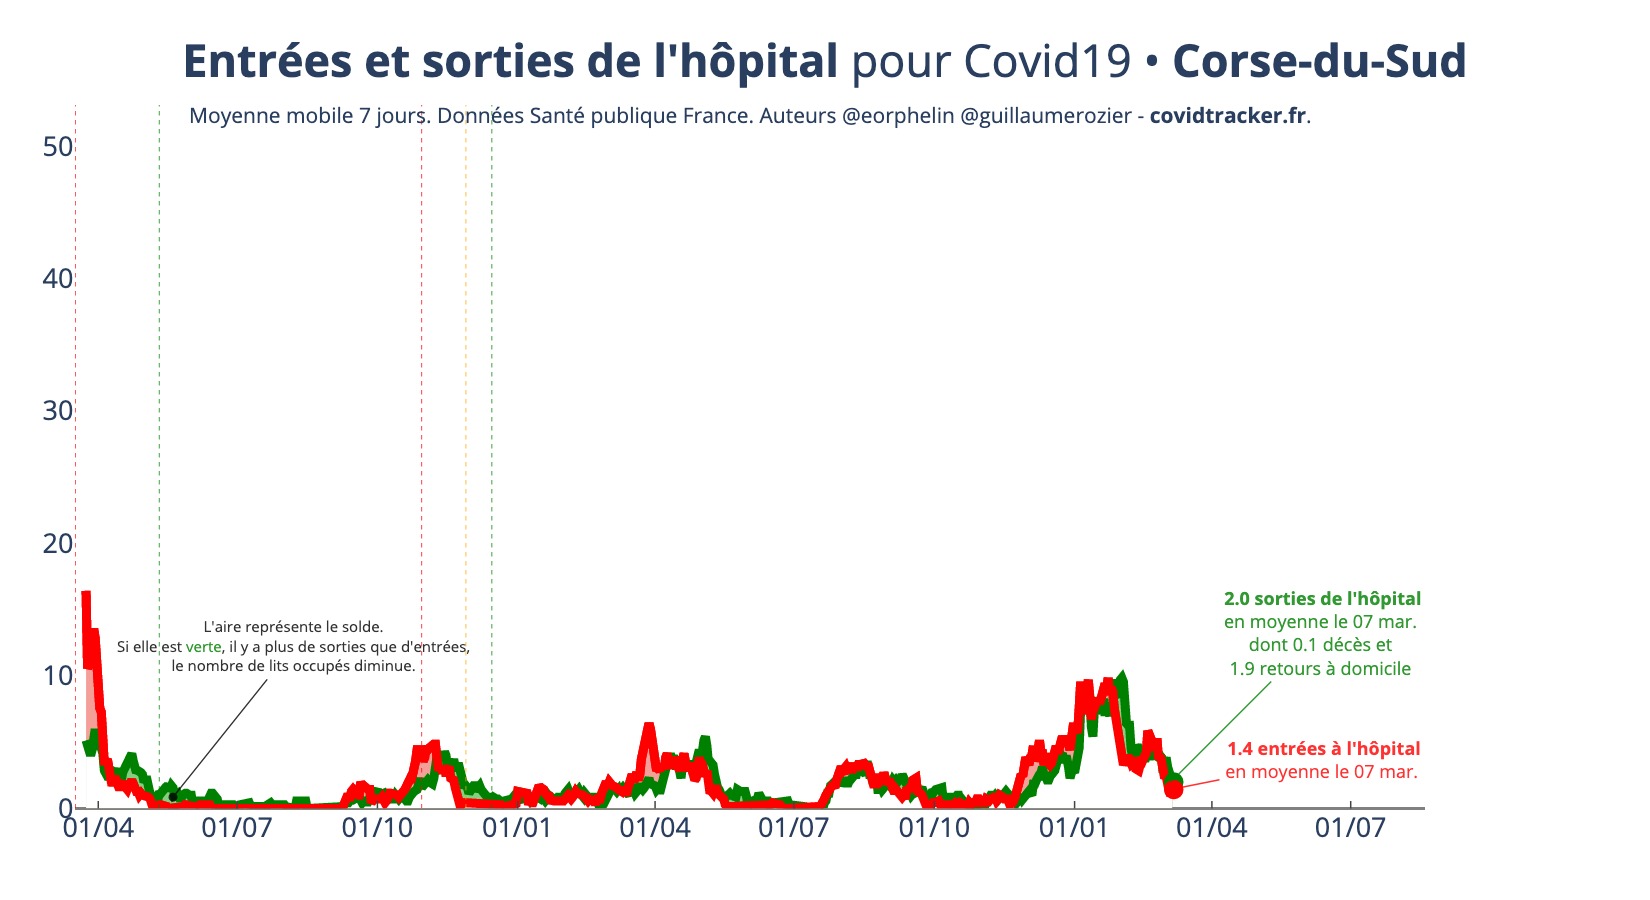 Entrées et sorties de l'hôpital pour Covid19 • Corse-du-Sud
Moyenne mobile 7 jours. Données Santé publique France. Auteurs @eorphelin @guillaumerozier - covidtracker.fr.
50
40
30
20
10
0
L'aire représente le solde.
Si elle est verte, il y a plus de sorties que d'entrées,
le nombre de lits occupés diminue.
2.0 sorties de l'hôpital
en moyenne le 07 mar.
dont 0.1 décès et
1.9 retours à domicile
1.4 entrées à l'hôpital
en moyenne le 07 mar.
01/04 01/07 01/10 01/01 01/04 01/07 01/10 01/01 01/04 01/07